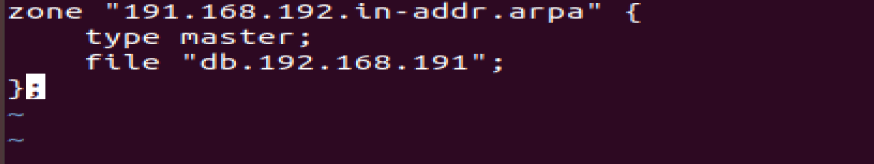 zone "191.168.192.in-addr.arpa" {
     type master;
     file "db.192.168.191";
};
~
~